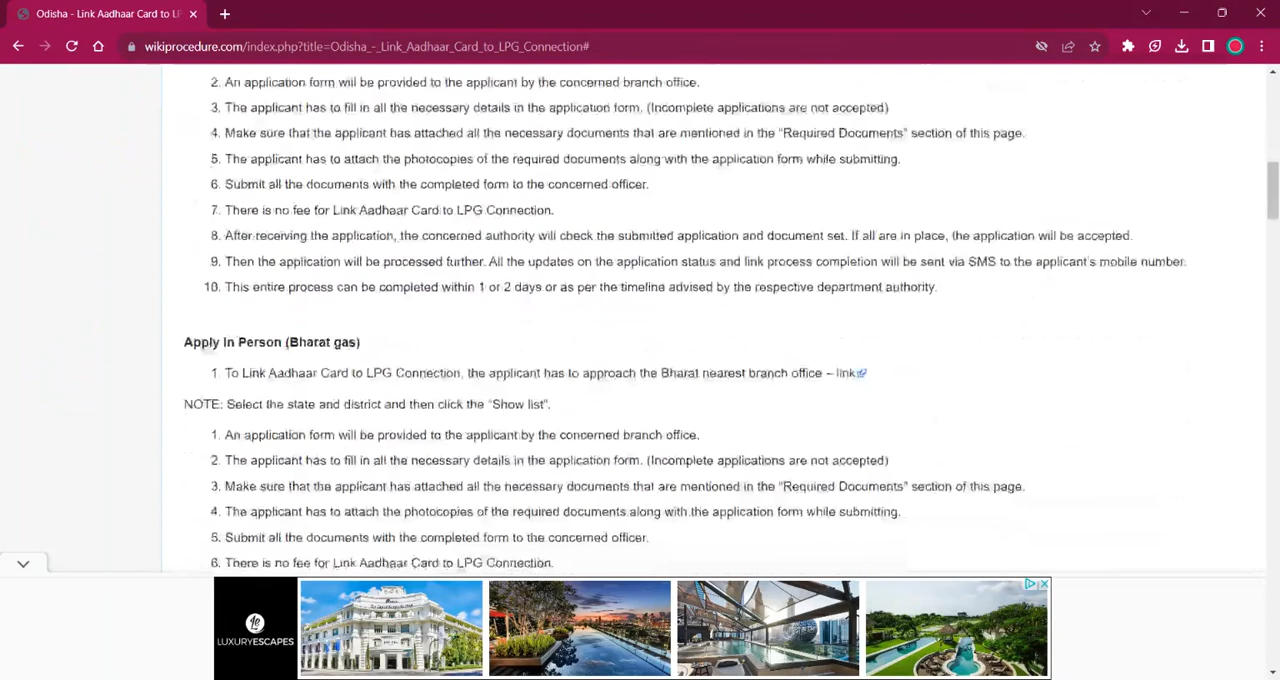 Odisha - Link Aadhaar Card to LP
wikiprocedure.com/index.php?title=Odisha_-_Link_Aadhaar_Card_to_LPG_Connection#
2. An application form will be provided to the applicant by the concerned branch office.
3. The applicant has to fill in all the necessary details in the application form. (Incomplete applications are not accepted)
4. Make sure that the applicant has attached all the necessary documents that are mentioned in the “Required Documents” section of this page.
5. The applicant has to attach the photocopies of the required documents along with the application form while submitting.
6. Submit all the documents with the completed form to the concerned officer.
7. There is no fee for Link Aadhaar Card to LPG Connection.
8. After receiving the application, the concerned authority will check the submitted application and document set. If all are in place, the application will be accepted.
9. Then the application will be processed further. All the updates on the application status and link process completion will be sent via SMS to the applicant's mobile number.
10. This entire process can be completed within 1 or 2 days or as per the timeline advised by the respective department authority.
Apply In Person (Bharat gas)
1. To Link Aadhaar Card to LPG Connection, the applicant has to approach the Bharat nearest branch office – link
NOTE: Select the state and district and then click the “Show list”.
1. An application form will be provided to the applicant by the concerned branch office.
2. The applicant has to fill in all the necessary details in the application form. (Incomplete applications are not accepted)
3. Make sure that the applicant has attached all the necessary documents that are mentioned in the “Required Documents” section of this page.
4. The applicant has to attach the photocopies of the required documents along with the application form while submitting.
5. Submit all the documents with the completed form to the concerned officer.
6. There is no fee for Link Aadhaar Card to LPG Connection.
LE
LUXURYESCAPES